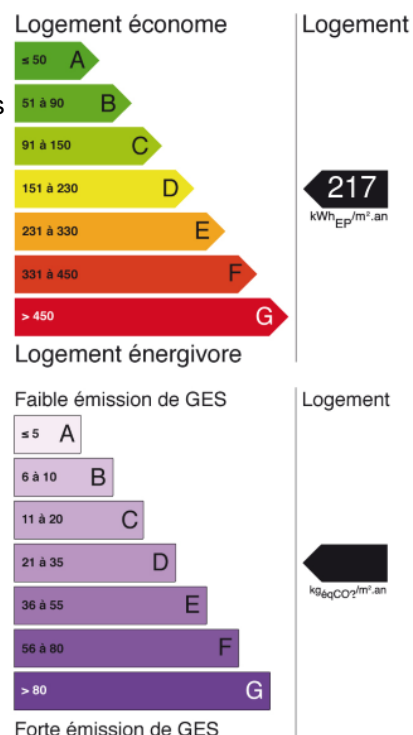 Logement économe
Logement
≤ 50 A
s
51 à 90 B
91 à 150 C
151 à 230 D
217
kWhEP/m².an
231 à 330 E
331 à 450 F
> 450 G
Logement énergivore
Faible émission de GES
Logement
≤ 5 A
6 à 10 B
11 à 20 C
21 à 35 D
kgéqCO?/m².an
36 à 55 E
56 à 80 F
> 80 G
Forte émission de GES